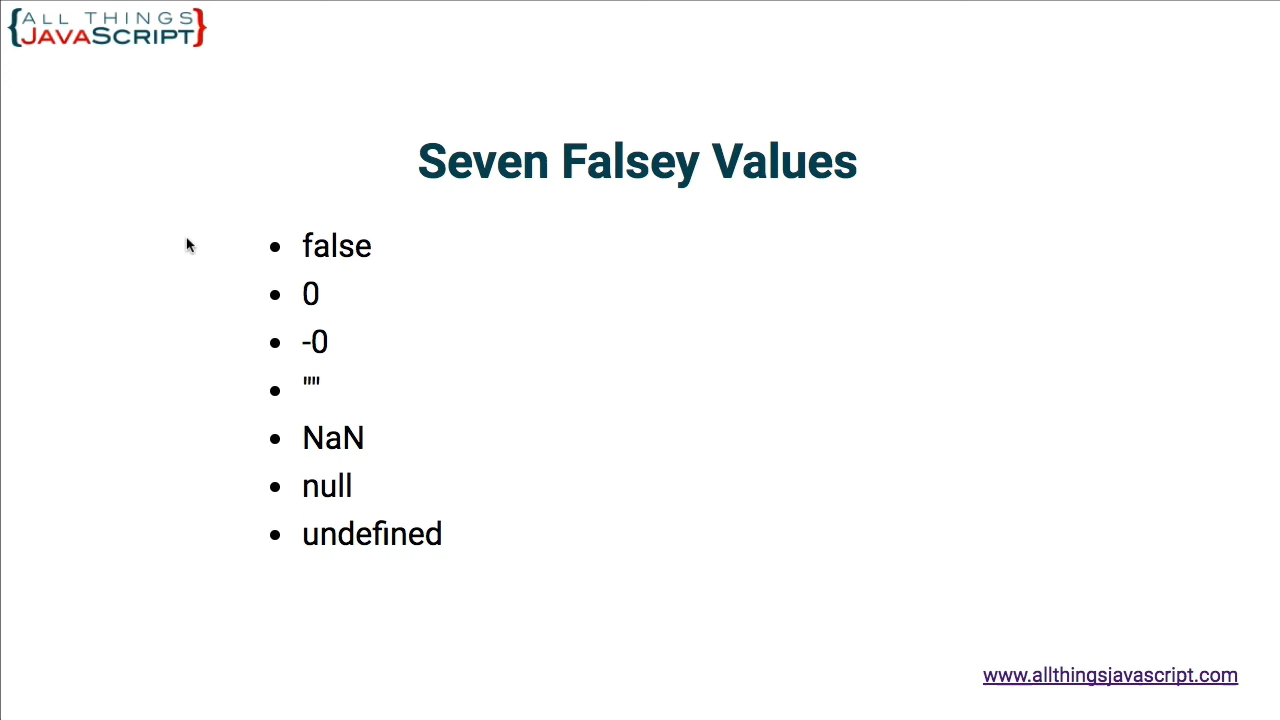 {ALL THINGS
JAVASCRIPT}
Seven Falsey Values
• false
• 0
• -0
• ""
• NaN
• null
• undefined
www.allthingsjavascript.com